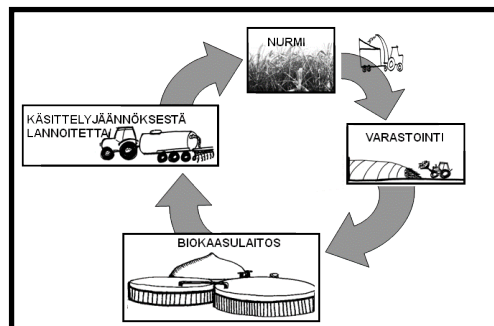 NURMI
VARASTOINTI
BIOKAASULAITOS
KÄSITTELYJÄÄNNÖKSESTÄ
LANNOITETTA